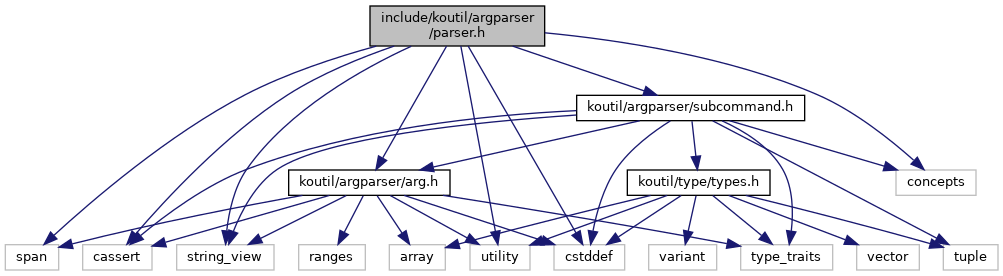 include/koutil/argparser
/parser.h
koutil/argparser/subcommand.h
koutil/argparser/arg.h
koutil/type/types.h
concepts
span
cassert
string_view
ranges
array
utility
cstddef
variant
type_traits
vector
tuple